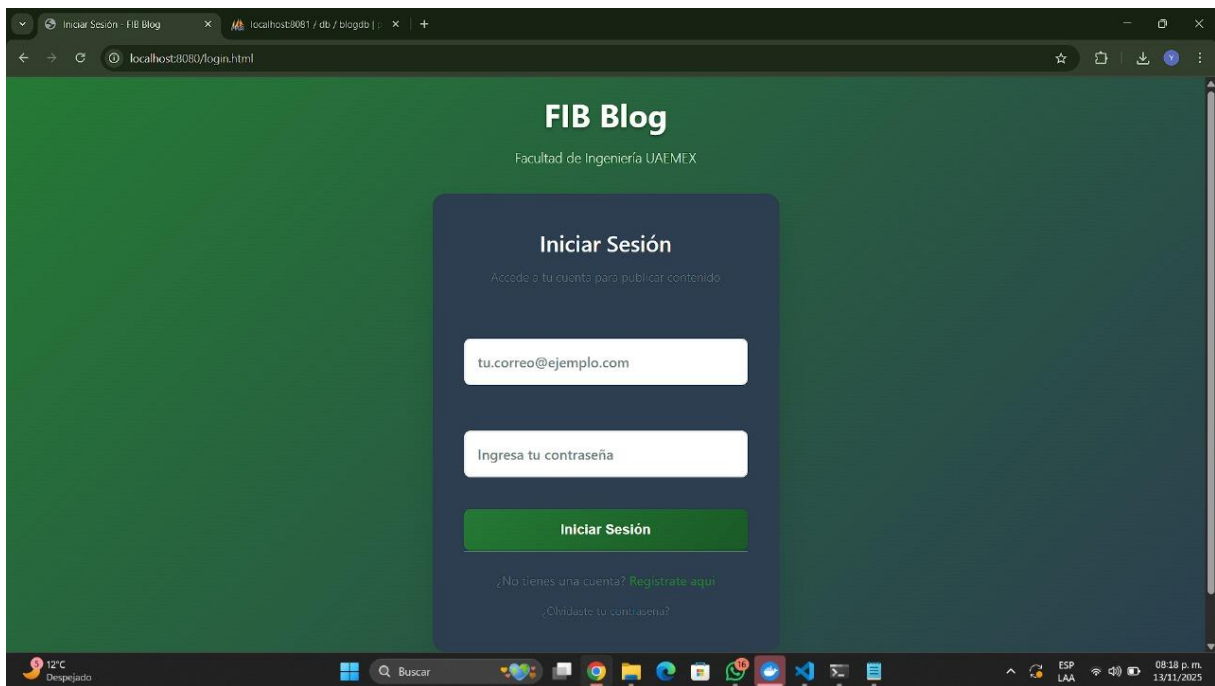 Iniciar Sesión - FIB Blog
localhost:8081 / db / blogdb | p
localhost:8080/login.html
Y
FIB Blog
Facultad de Ingeniería UAEMEX
Iniciar Sesión
Accede a tu cuenta para publicar contenido
tu.correo@ejemplo.com
Ingresa tu contraseña
Iniciar Sesión
¿No tienes una cuenta? Regístrate aquí
¿Olvidaste tu contraseña?
5
12°C
Despejado
Buscar
16
ESP
LAA
08:18 p. m.
13/11/2025